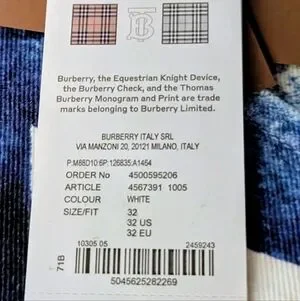 Burberry, the Equestrian Knight Device,
the Burberry Check, and the Thomas
Burberry Monogram and Print are trade
marks belonging to Burberry Limited.
BURBERRY ITALY SRL
VIA MANZONI 20, 20121 MILANO, ITALY
P:M86D10:6P:126835:A1464
ORDER No 4500595206
ARTICLE 4567391 1005
COLOUR WHITE
SIZE/FIT 32
32 US
32 EU
10305 05 2459243
71B
5045625282269